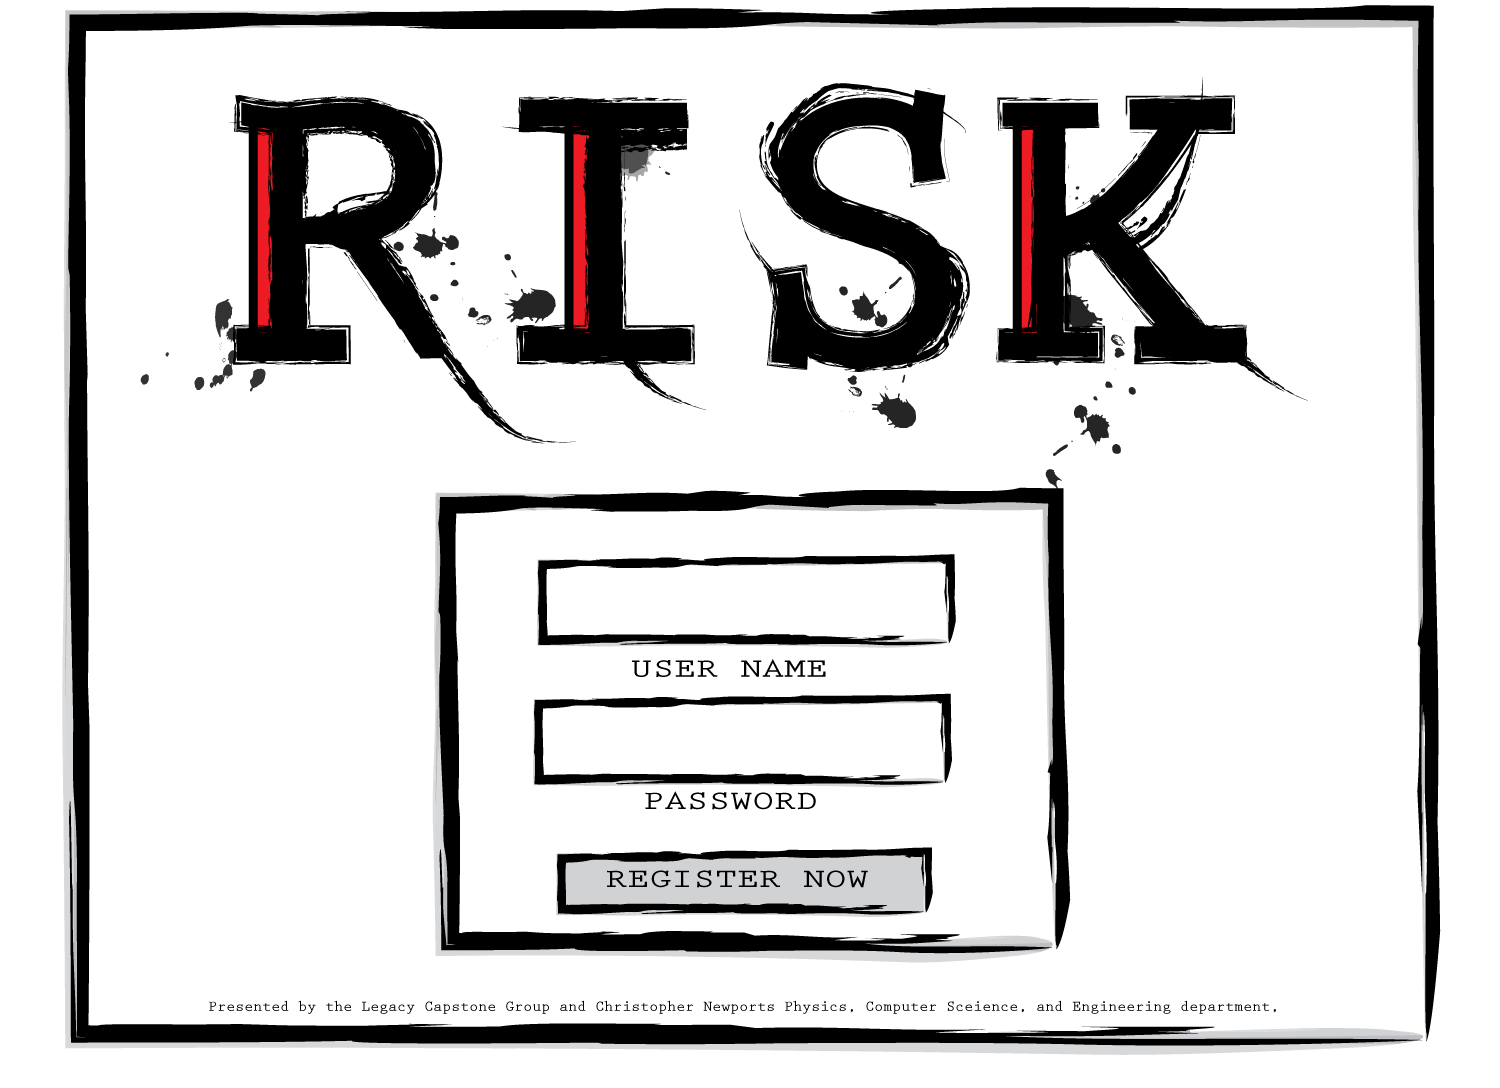 RISK
USER NAME
PASSWORD
REGISTER NOW
Presented by the Legacy Capstone Group and Christopher Newports Physics, Computer Sceience, and Engineering department.